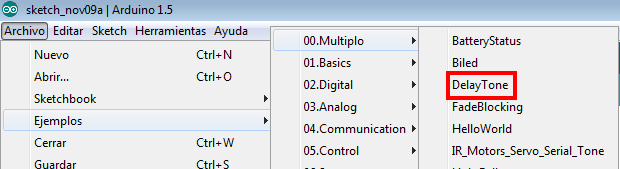 sketch_nov09a | Arduino 1.5
Archivo Editar Sketch Herramientas Ayuda
Nuevo Ctrl+N
Abrir... Ctrl+O
Sketchbook
Ejemplos
Cerrar Ctrl+W
Guardar Ctrl+S
00.Multiplo
01.Basics
02.Digital
03.Analog
04.Communication
05.Control
BatteryStatus
Biled
DelayTone
FadeBlocking
HelloWorld
IR_Motors_Servo_Serial_Tone